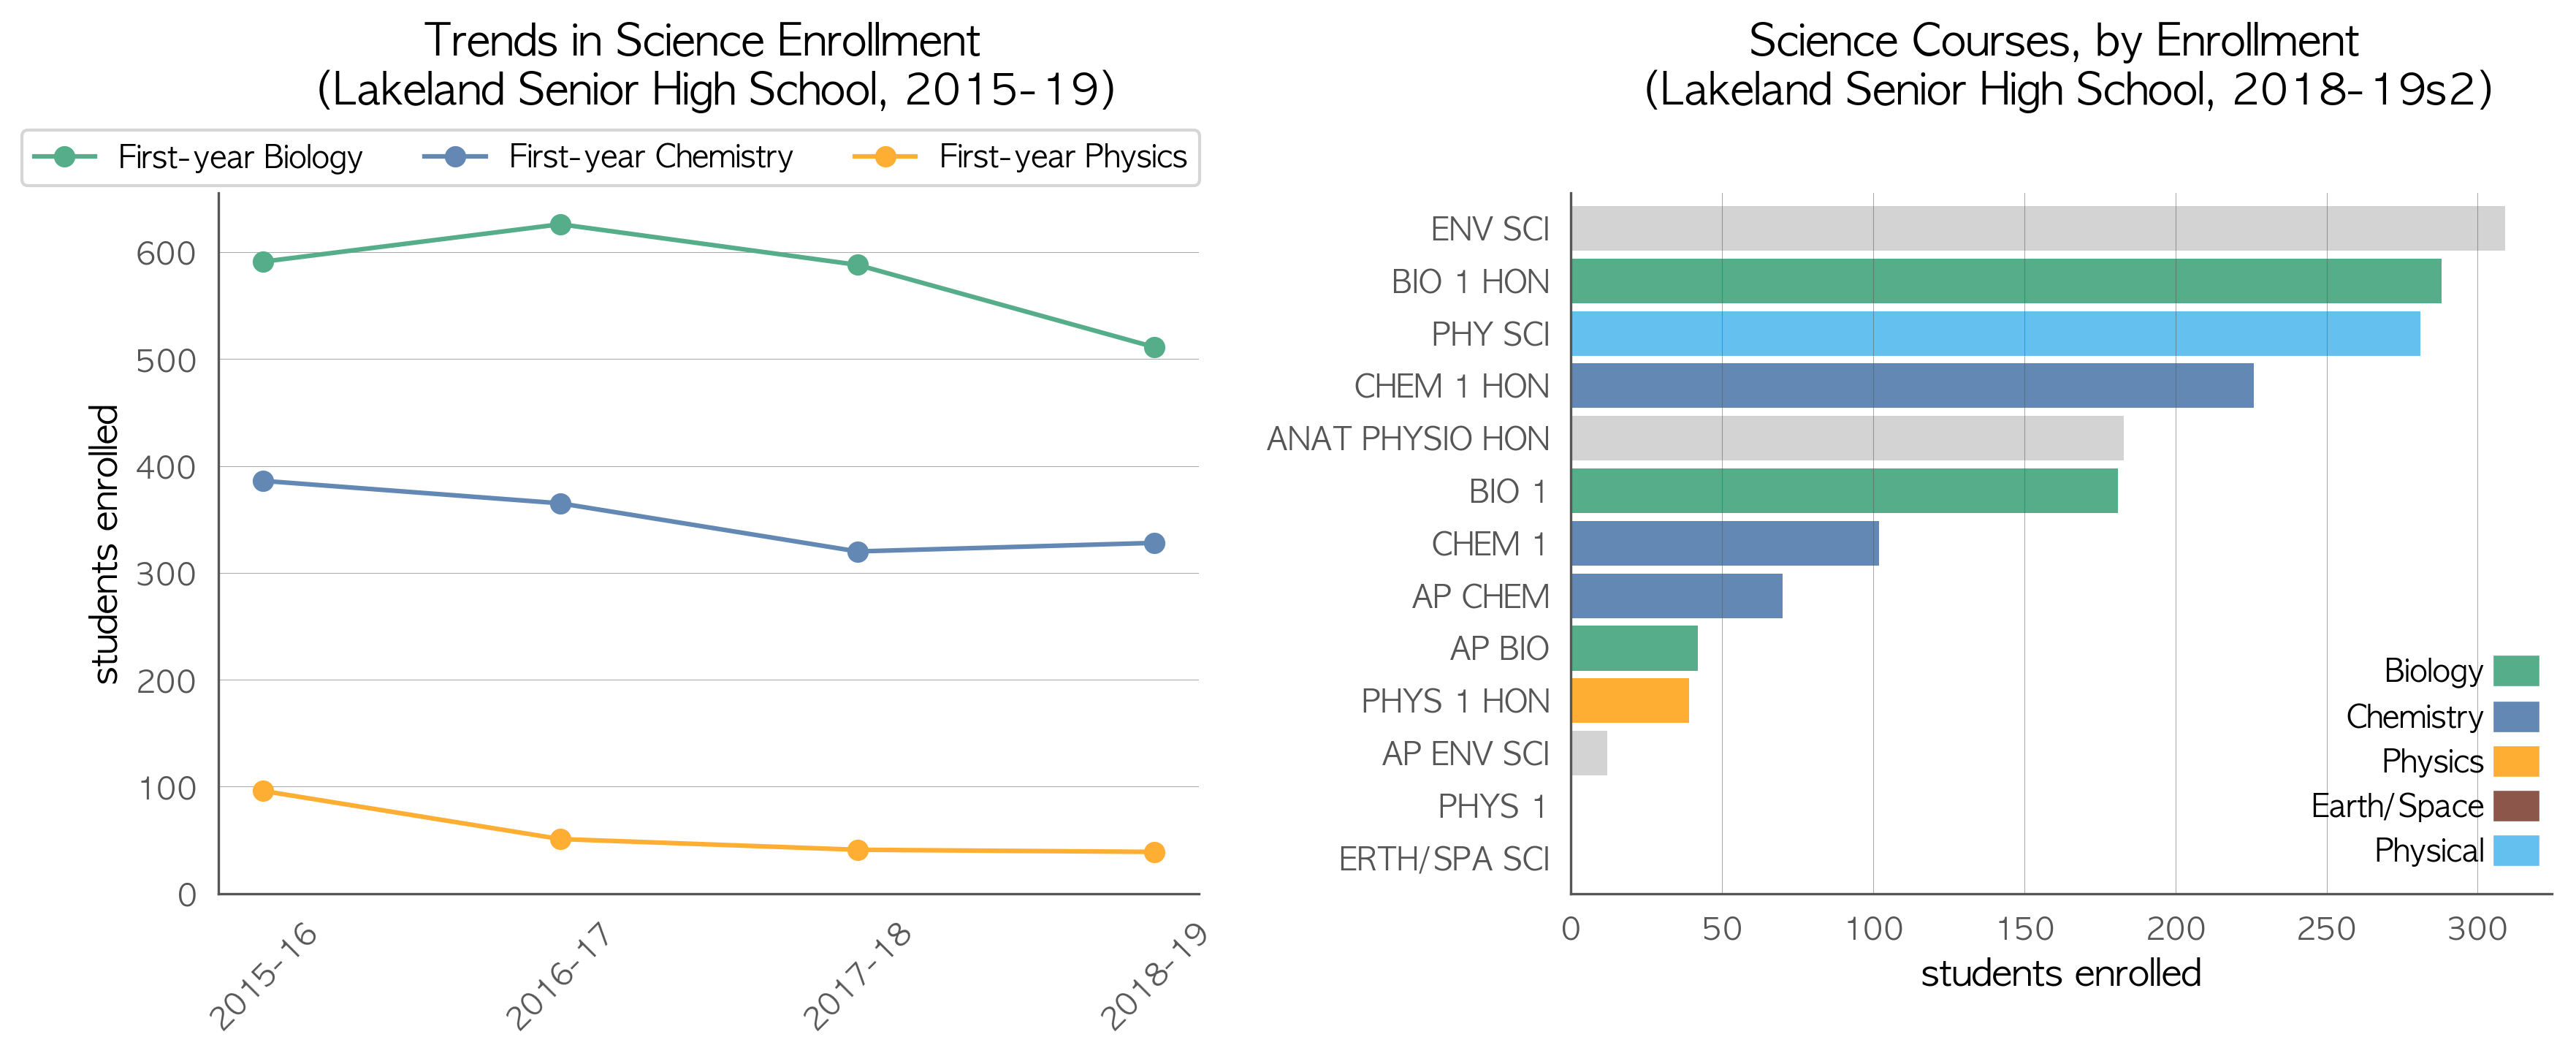 Trends in Science Enrollment
(Lakeland Senior High School, 2015-19)
First-year Biology
First-year Chemistry
First-year Physics
600
500
400
300
200
100
0
students enrolled
2015-16
2016-17
2017-18
2018-19
Science Courses, by Enrollment
(Lakeland Senior High School, 2018-19s2)
ENV SCI
BIO 1 HON
PHY SCI
CHEM 1 HON
ANAT PHYSIO HON
BIO 1
CHEM 1
AP CHEM
AP BIO
PHYS 1 HON
AP ENV SCI
PHYS 1
ERTH/SPA SCI
Biology
Chemistry
Physics
Earth/Space
Physical
0 50 100 150 200 250 300
students enrolled